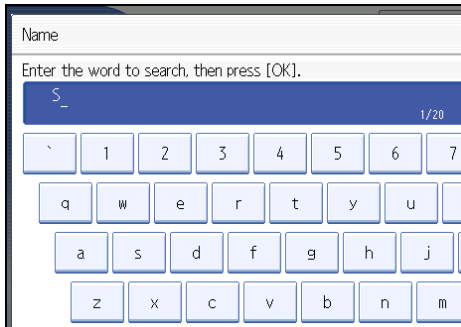 Name
Enter the word to search, then press [OK].
S_
1/20
` 1 2 3 4 5 6 7
q w e r t y u
a s d f g h j
z x c v b n m